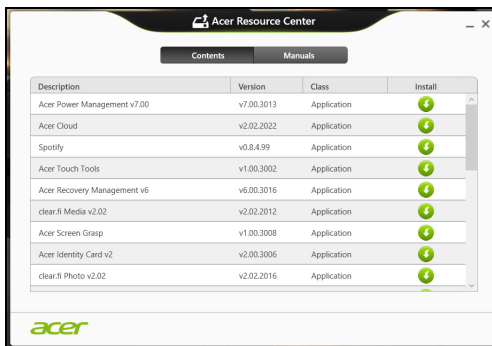 Acer Resource Center
Contents Manuals
Description Version Class Install
Acer Power Management v7.00 v7.00.3013 Application
Acer Cloud v2.02.2022 Application
Spotify v0.8.4.99 Application
Acer Touch Tools v1.00.3002 Application
Acer Recovery Management v6 v6.00.3016 Application
clear.fi Media v2.02 v2.02.2012 Application
Acer Screen Grasp v1.00.3008 Application
Acer Identity Card v2 v2.00.3006 Application
clear.fi Photo v2.02 v2.02.2016 Application
acer